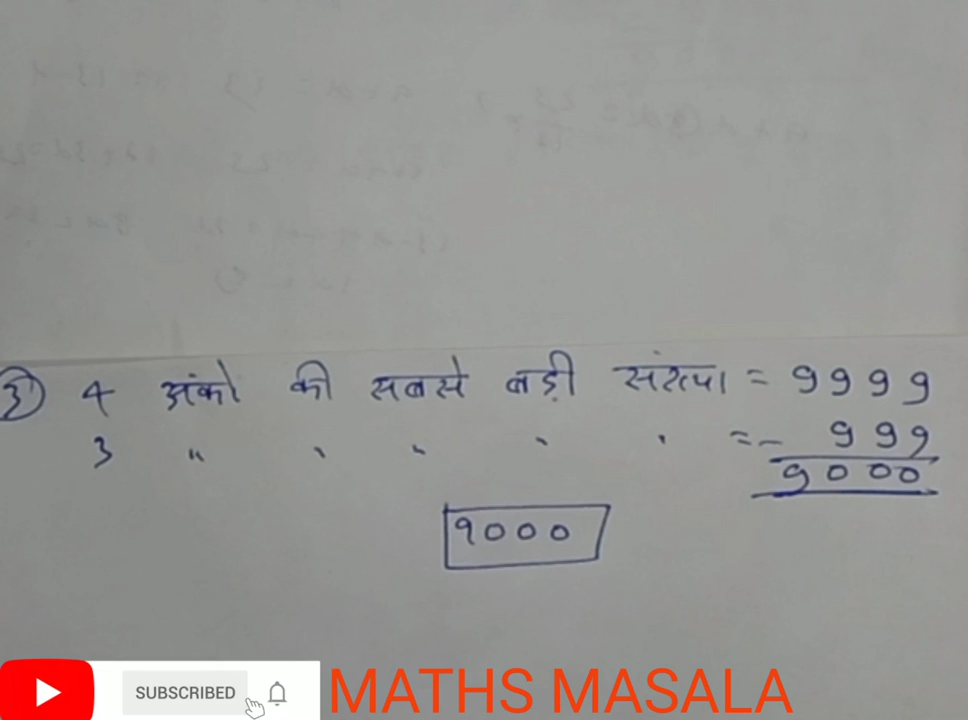 3) 4 अंको की सबसे बड़ी संख्या = 9999
3 " " " " " = - 999
9000
9000
SUBSCRIBED
MATHS MASALA